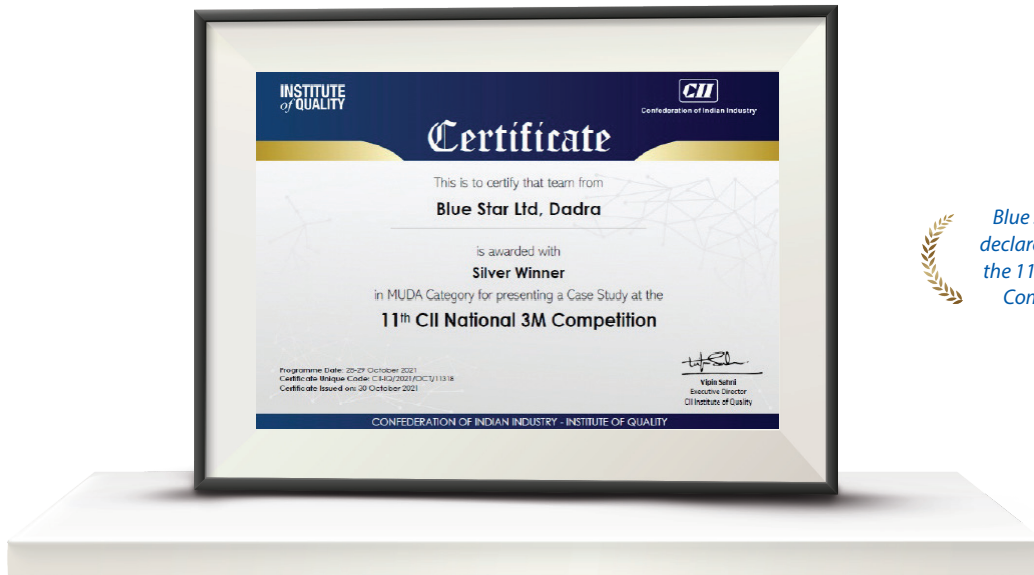 INSTITUTE
of QUALITY
CII
Confederation of Indian Industry
Certificate
This is to certify that team from
Blue Star Ltd, Dadra
is awarded with
Silver Winner
in MUDA Category for presenting a Case Study at the
11th CII National 3M Competition
Programme Date: 28-29 October 2021
Certificate Unique Code: CII-IQ/2021/OCT/11318
Certificate Issued on: 30 October 2021
Vipin Sahni
Executive Director
CII Institute of Quality
CONFEDERATION OF INDIAN INDUSTRY - INSTITUTE OF QUALITY
Blue
declar
the 11
Con